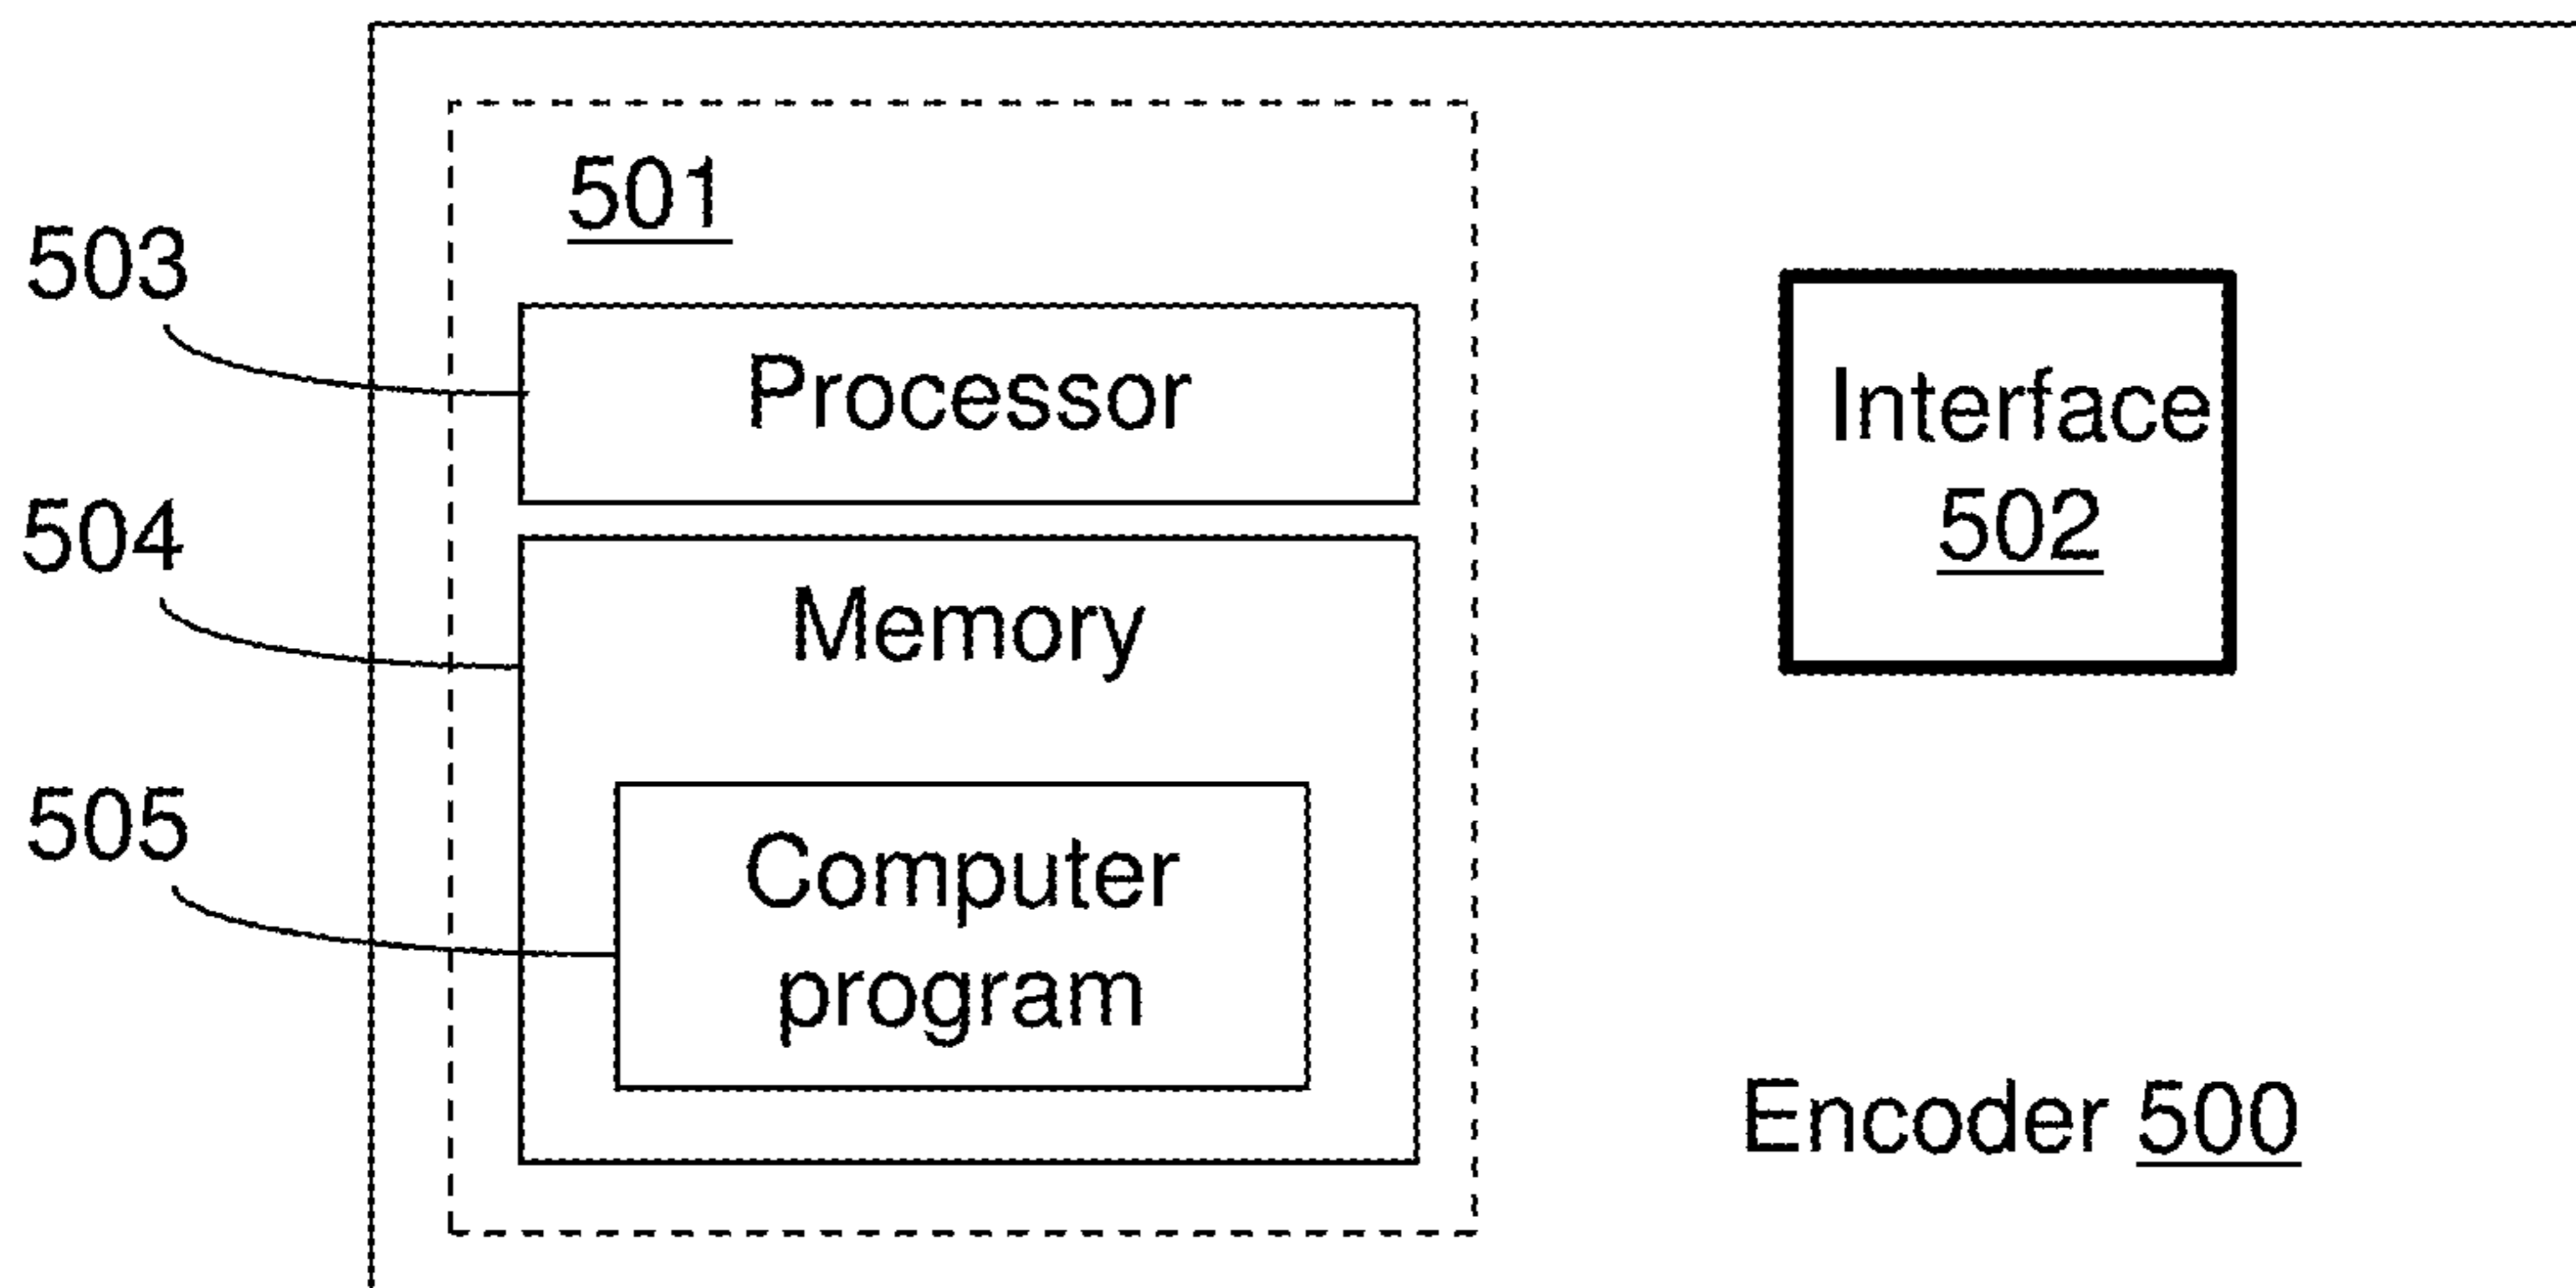 501
503
Processor
Interface
502
504
Memory
505
Computer
program
Encoder 500